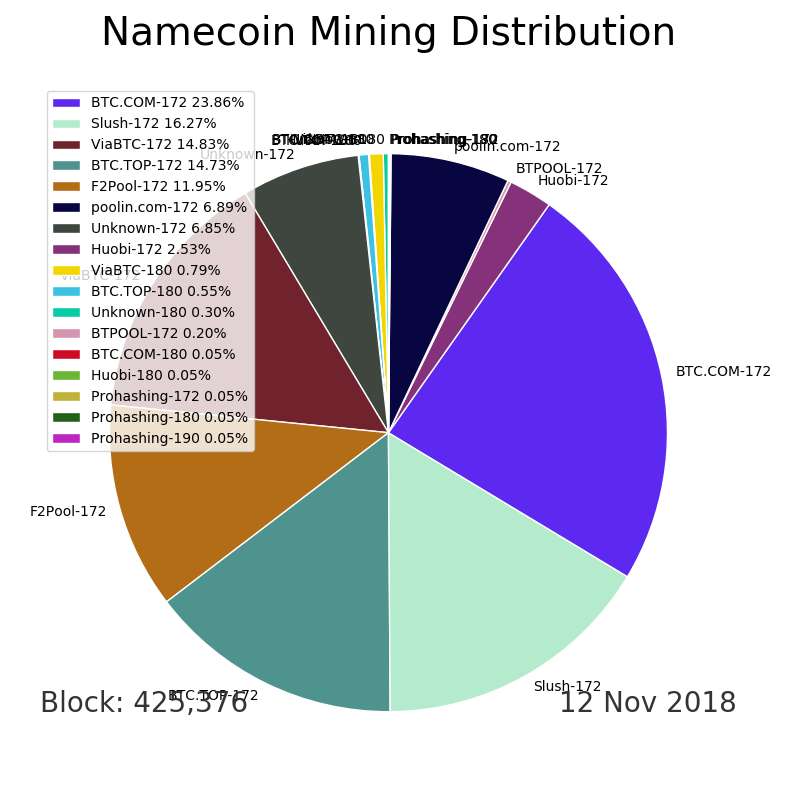 Namecoin Mining Distribution
BTC.COM-172 23.86%
Slush-172 16.27%
ViaBTC-172 14.83%
BTC.TOP-172 14.73%
F2Pool-172 11.95%
poolin.com-172 6.89%
Unknown-172 6.85%
Huobi-172 2.53%
ViaBTC-180 0.79%
BTC.TOP-180 0.55%
Unknown-180 0.30%
BTPOOL-172 0.20%
BTC.COM-180 0.05%
Huobi-180 0.05%
Prohashing-172 0.05%
Prohashing-180 0.05%
Prohashing-190 0.05%
poolin.com-172
Unknown-172
BTPOOL-172
Huobi-172
ViaBTC-172
BTC.COM-172
F2Pool-172
Slush-172
BTC.TOP-172
Block: 425,376
12 Nov 2018